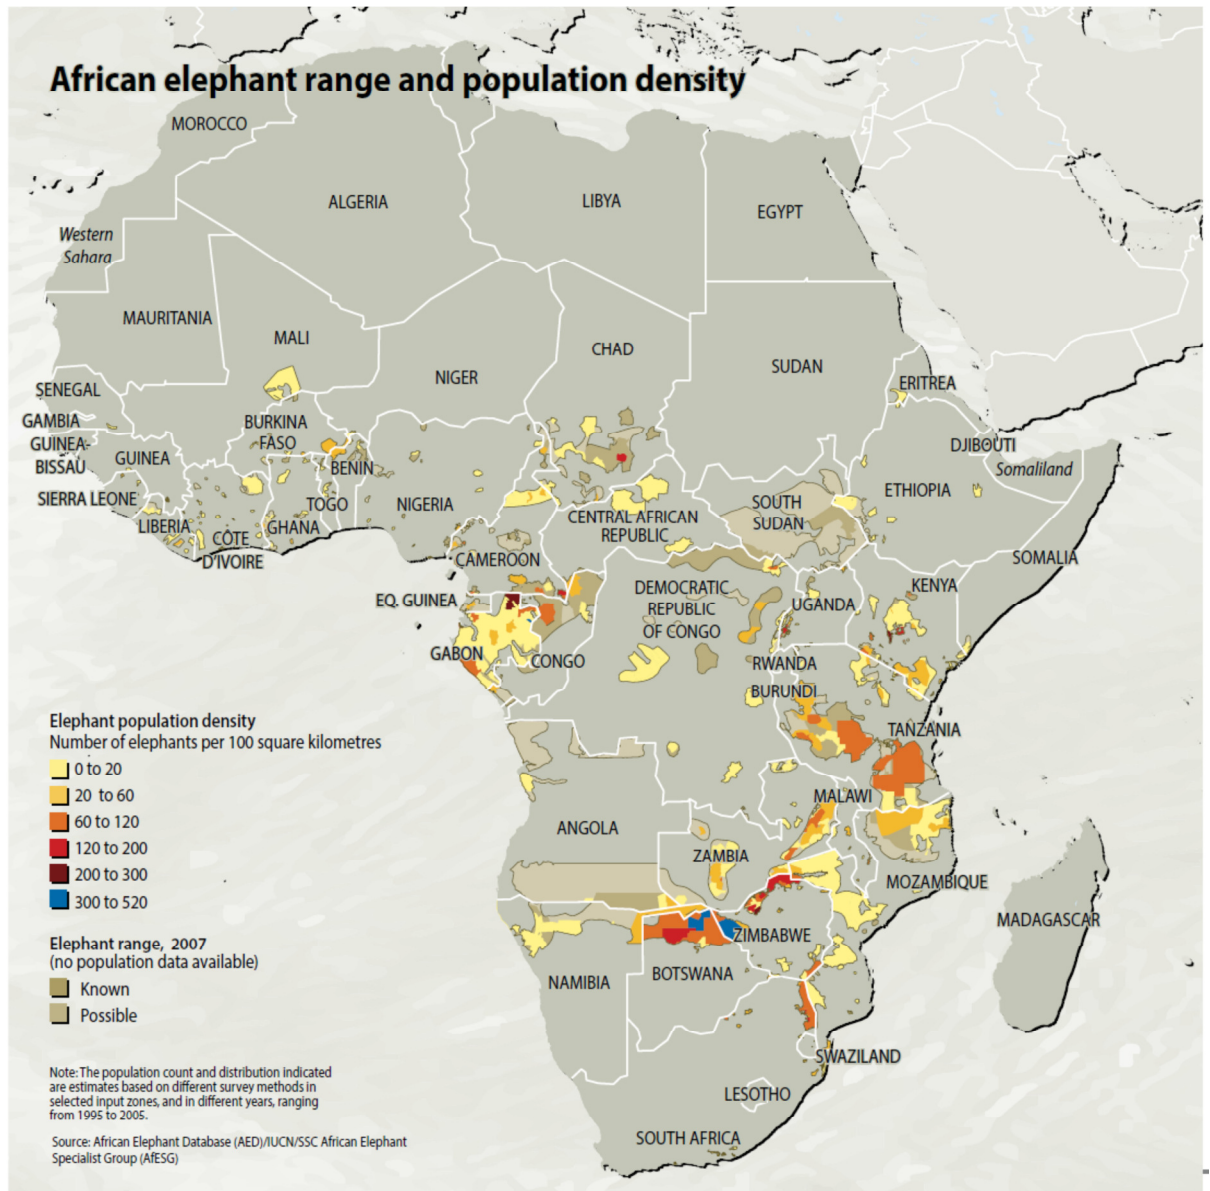 African elephant range and population density
MOROCCO
ALGERIA
LIBYA
EGYPT
Western
Sahara
MAURITANIA
MALI
NIGER
CHAD
SUDAN
ERITREA
SENEGAL
GAMBIA
GUINEA-
BISSAU
GUINEA
BURKINA
FASO
BENIN
DJIBOUTI
Somaliland
SIERRA LEONE
LIBERIA
CÔTE
D'IVOIRE
GHANA
TOGO
NIGERIA
CENTRAL AFRICAN
REPUBLIC
SOUTH
SUDAN
ETHIOPIA
SOMALIA
CAMEROON
EQ. GUINEA
GABON
CONGO
DEMOCRATIC
REPUBLIC
OF CONGO
UGANDA
KENYA
RWANDA
BURUNDI
TANZANIA
Elephant population density
Number of elephants per 100 square kilometres
0 to 20
20 to 60
60 to 120
120 to 200
200 to 300
300 to 520
Elephant range, 2007
(no population data available)
Known
Possible
ANGOLA
MALAWI
ZAMBIA
MOZAMBIQUE
MADAGASCAR
ZIMBABWE
NAMIBIA
BOTSWANA
SWAZILAND
LESOTHO
SOUTH AFRICA
Note: The population count and distribution indicated
are estimates based on different survey methods in
selected input zones, and in different years, ranging
from 1995 to 2005.
Source: African Elephant Database (AED)/IUCN/SSC African Elephant
Specialist Group (AfESG)